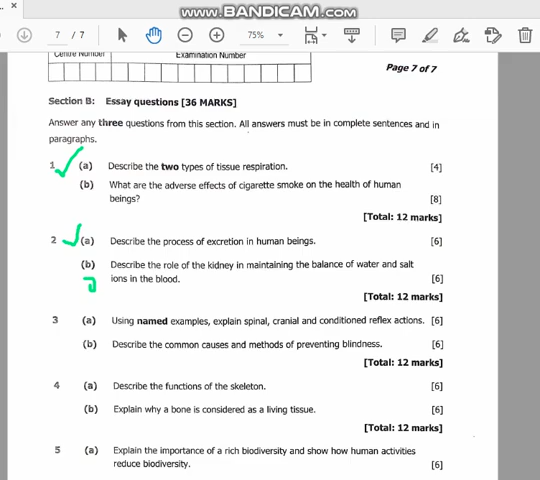 www.BANDICAM.com
7 / 7
75%
Centre Number Examination Number
Page 7 of 7
Section B: Essay questions [36 MARKS]
Answer any three questions from this section. All answers must be in complete sentences and in
paragraphs.
1 (a) Describe the two types of tissue respiration. [4]
(b) What are the adverse effects of cigarette smoke on the health of human
beings? [8]
[Total: 12 marks]
2 (a) Describe the process of excretion in human beings. [6]
(b) Describe the role of the kidney in maintaining the balance of water and salt
ions in the blood. [6]
[Total: 12 marks]
3 (a) Using named examples, explain spinal, cranial and conditioned reflex actions. [6]
(b) Describe the common causes and methods of preventing blindness. [6]
[Total: 12 marks]
4 (a) Describe the functions of the skeleton. [6]
(b) Explain why a bone is considered as a living tissue. [6]
[Total: 12 marks]
5 (a) Explain the importance of a rich biodiversity and show how human activities
reduce biodiversity. [6]